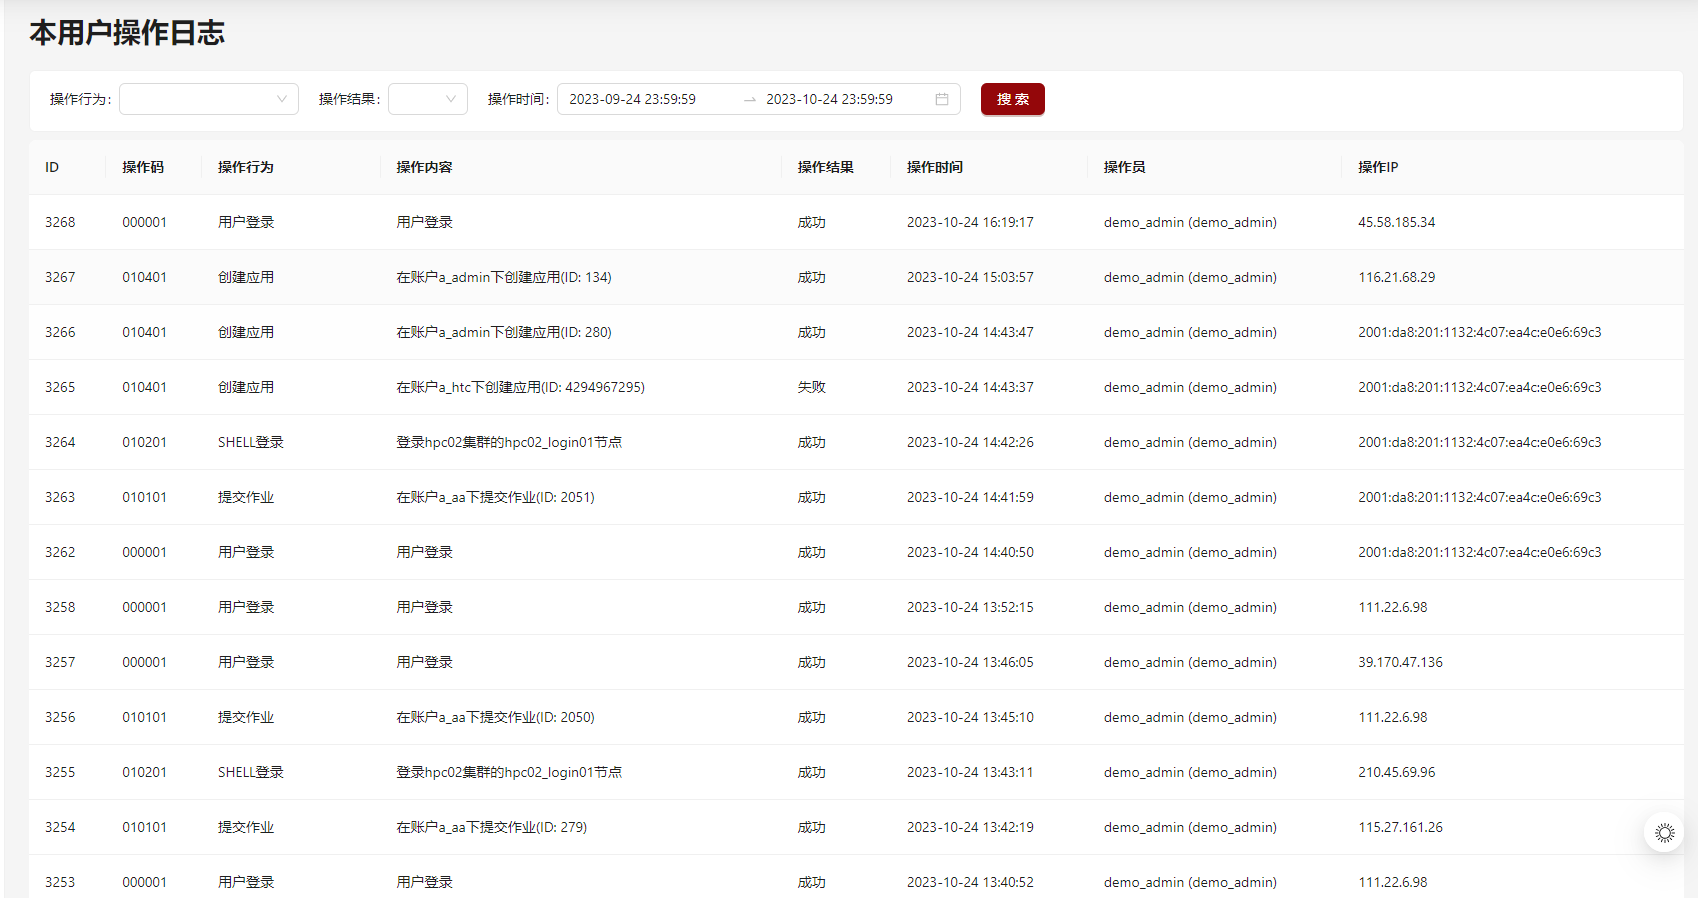 本用户操作日志
操作行为: 操作结果: 操作时间: 2023-09-24 23:59:59 → 2023-10-24 23:59:59 搜 索
ID 操作码 操作行为 操作内容 操作结果 操作时间 操作员 操作IP
3268 000001 用户登录 用户登录 成功 2023-10-24 16:19:17 demo_admin (demo_admin) 45.58.185.34
3267 010401 创建应用 在账户a_admin下创建应用(ID: 134) 成功 2023-10-24 15:03:57 demo_admin (demo_admin) 116.21.68.29
3266 010401 创建应用 在账户a_admin下创建应用(ID: 280) 成功 2023-10-24 14:43:47 demo_admin (demo_admin) 2001:da8:201:1132:4c07:ea4c:e0e6:69c3
3265 010401 创建应用 在账户a_htc下创建应用(ID: 4294967295) 失败 2023-10-24 14:43:37 demo_admin (demo_admin) 2001:da8:201:1132:4c07:ea4c:e0e6:69c3
3264 010201 SHELL登录 登录hpc02集群的hpc02_login01节点 成功 2023-10-24 14:42:26 demo_admin (demo_admin) 2001:da8:201:1132:4c07:ea4c:e0e6:69c3
3263 010101 提交作业 在账户a_aa下提交作业(ID: 2051) 成功 2023-10-24 14:41:59 demo_admin (demo_admin) 2001:da8:201:1132:4c07:ea4c:e0e6:69c3
3262 000001 用户登录 用户登录 成功 2023-10-24 14:40:50 demo_admin (demo_admin) 2001:da8:201:1132:4c07:ea4c:e0e6:69c3
3258 000001 用户登录 用户登录 成功 2023-10-24 13:52:15 demo_admin (demo_admin) 111.22.6.98
3257 000001 用户登录 用户登录 成功 2023-10-24 13:46:05 demo_admin (demo_admin) 39.170.47.136
3256 010101 提交作业 在账户a_aa下提交作业(ID: 2050) 成功 2023-10-24 13:45:10 demo_admin (demo_admin) 111.22.6.98
3255 010201 SHELL登录 登录hpc02集群的hpc02_login01节点 成功 2023-10-24 13:43:11 demo_admin (demo_admin) 210.45.69.96
3254 010101 提交作业 在账户a_aa下提交作业(ID: 279) 成功 2023-10-24 13:42:19 demo_admin (demo_admin) 115.27.161.26
3253 000001 用户登录 用户登录 成功 2023-10-24 13:40:52 demo_admin (demo_admin) 111.22.6.98